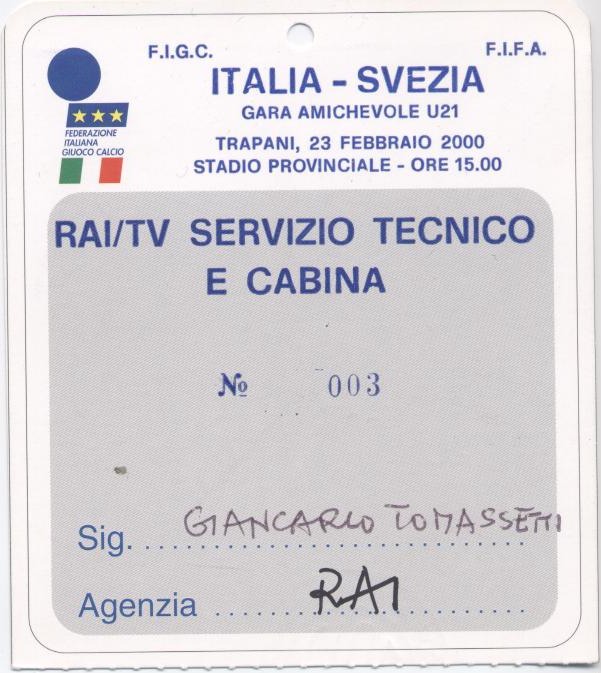 F.I.G.C.
F.I.F.A.
ITALIA - SVEZIA
GARA AMICHEVOLE U21
TRAPANI, 23 FEBBRAIO 2000
STADIO PROVINCIALE - ORE 15.00
FEDERAZIONE
ITALIANA
GIUOCO CALCIO
RAI/TV SERVIZIO TECNICO
E CABINA
№ 003
Sig. GIANCARLO TOMASSETTI
Agenzia RAI